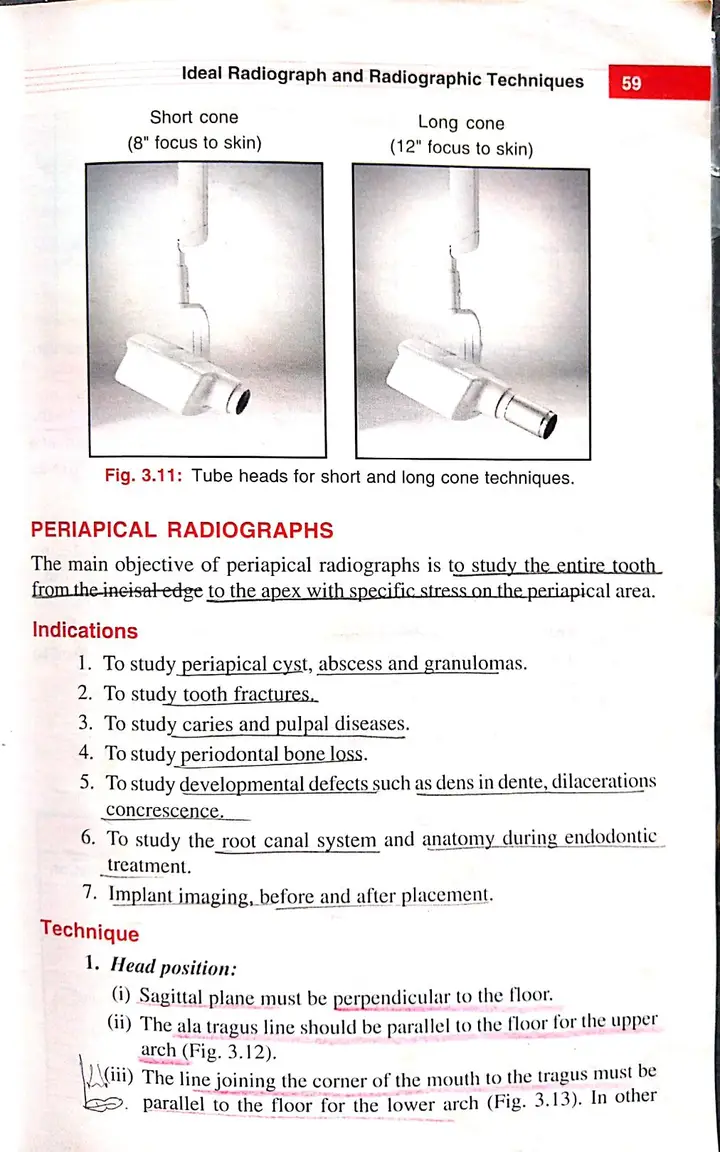 Ideal Radiograph and Radiographic Techniques 59
Short cone
(8" focus to skin)
Long cone
(12" focus to skin)
Fig. 3.11: Tube heads for short and long cone techniques.
PERIAPICAL RADIOGRAPHS
The main objective of periapical radiographs is to study the entire tooth
from the incisal edge to the apex with specific stress on the periapical area.
Indications
1. To study periapical cyst, abscess and granulomas.
2. To study tooth fractures.
3. To study caries and pulpal diseases.
4. To study periodontal bone loss.
5. To study developmental defects such as dens in dente, dilacerations
concrescence.
6. To study the root canal system and anatomy during endodontic
treatment.
7. Implant imaging, before and after placement.
Technique
1. Head position:
(i) Sagittal plane must be perpendicular to the floor.
(ii) The ala tragus line should be parallel to the floor for the upper
arch (Fig. 3.12).
(iii) The line joining the corner of the mouth to the tragus must be
parallel to the floor for the lower arch (Fig. 3.13). In other